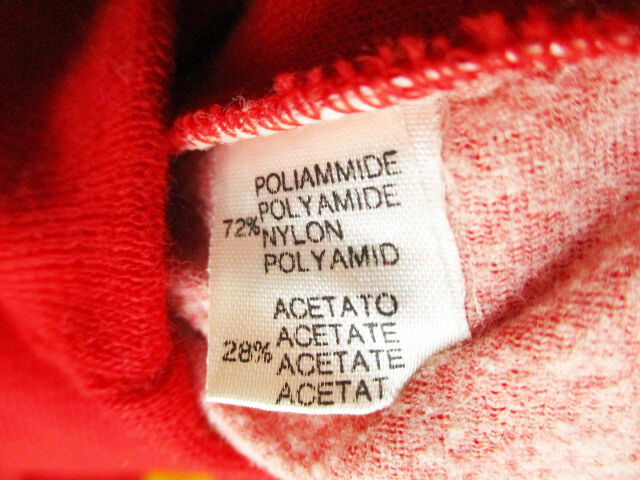 POLIAMMIDE
POLYAMIDE
72% NYLON
POLYAMID
ACETATO
ACETATE
28% ACETATE
ACETAT